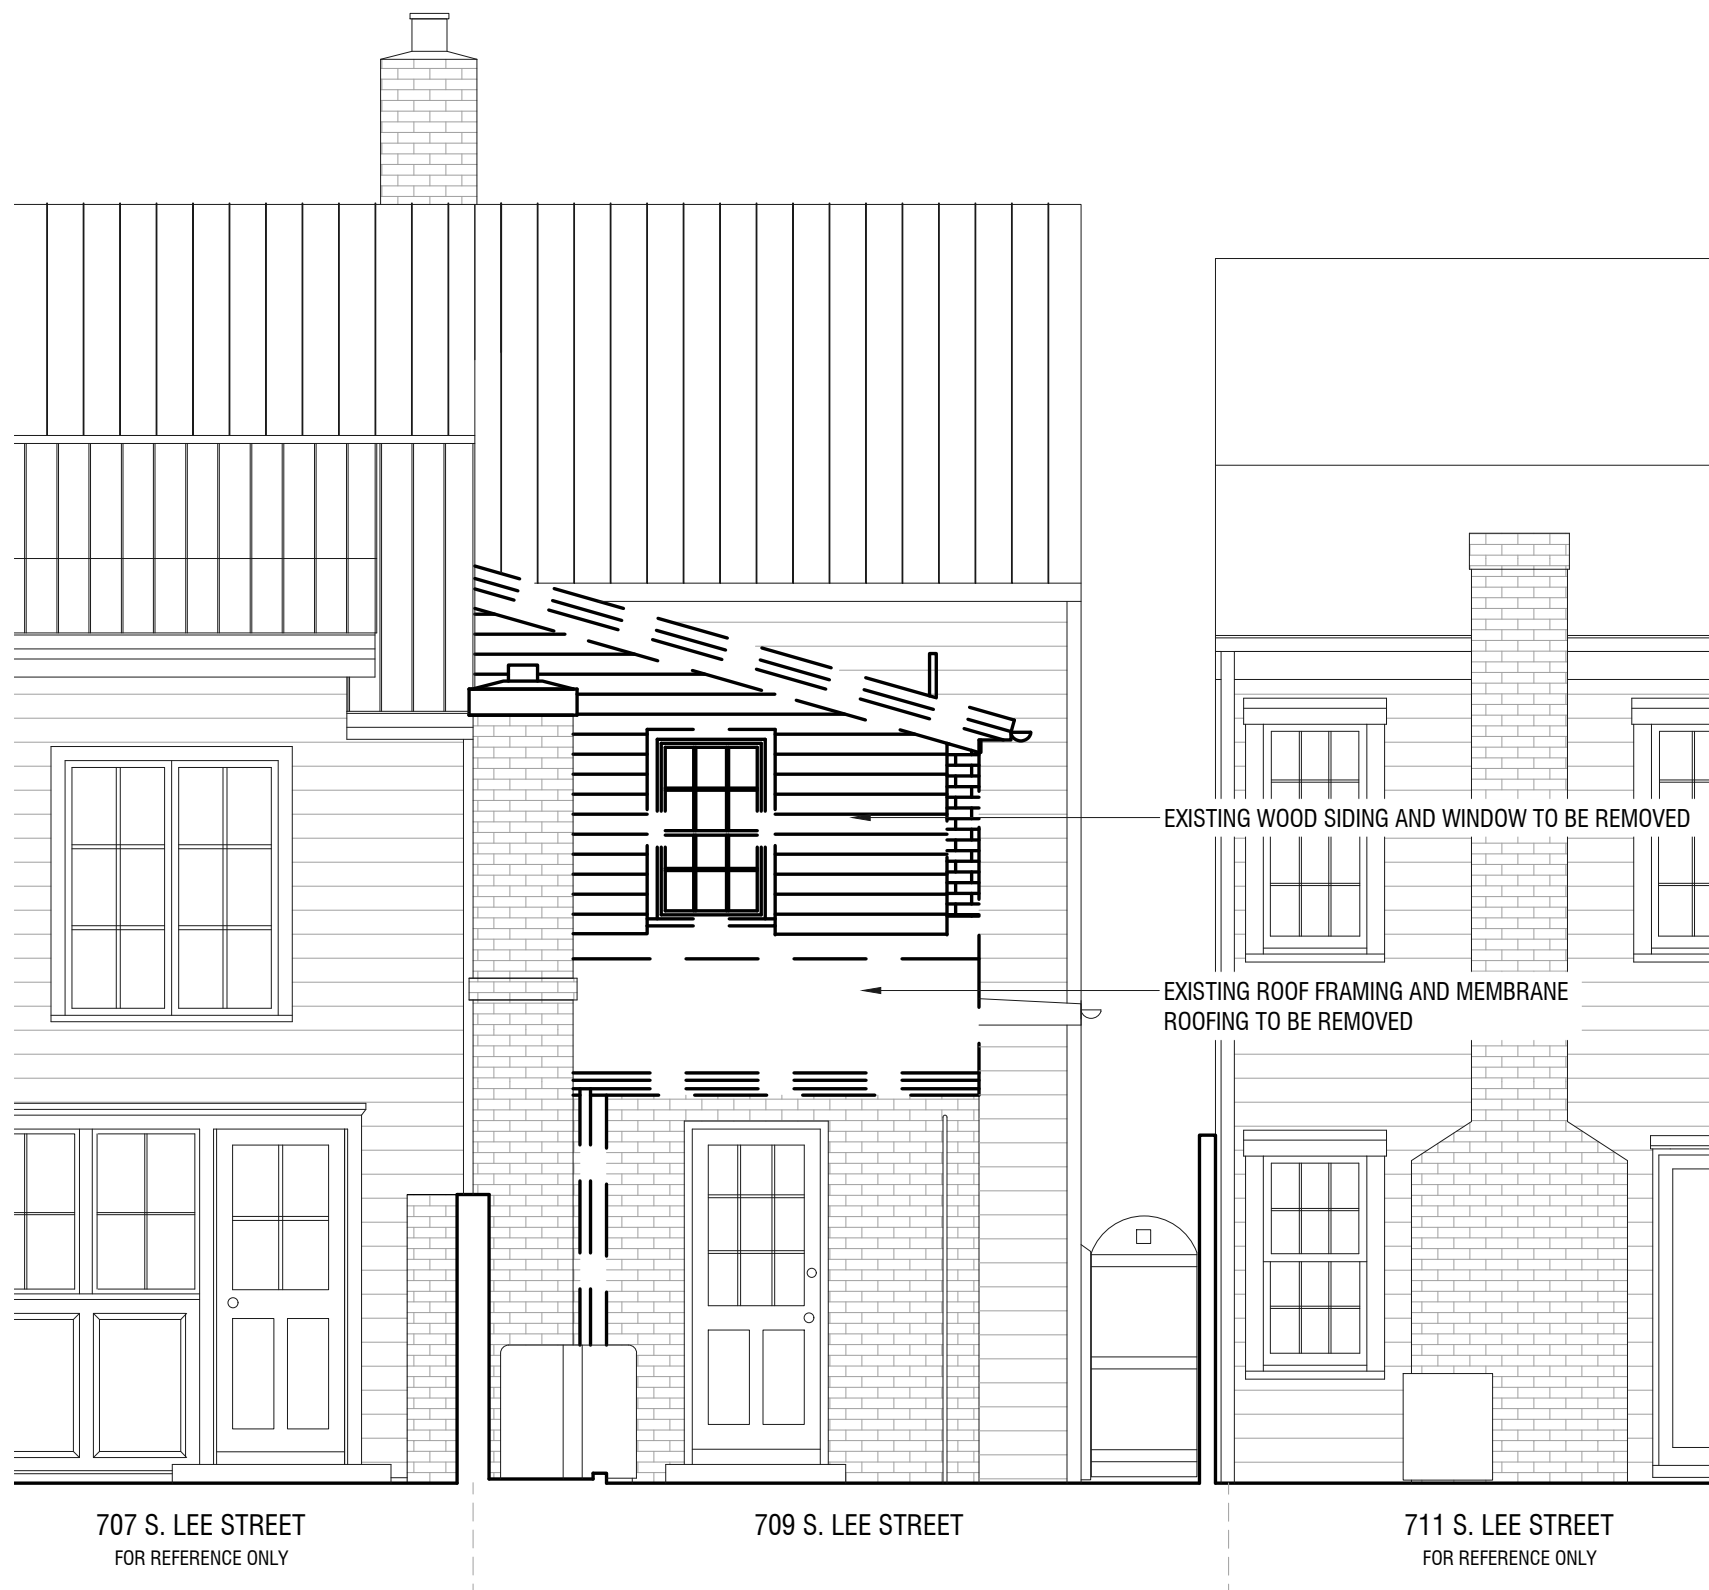 EXISTING WOOD SIDING AND WINDOW TO BE REMOVED
EXISTING ROOF FRAMING AND MEMBRANE
ROOFING TO BE REMOVED
707 S. LEE STREET
FOR REFERENCE ONLY
709 S. LEE STREET
711 S. LEE STREET
FOR REFERENCE ONLY